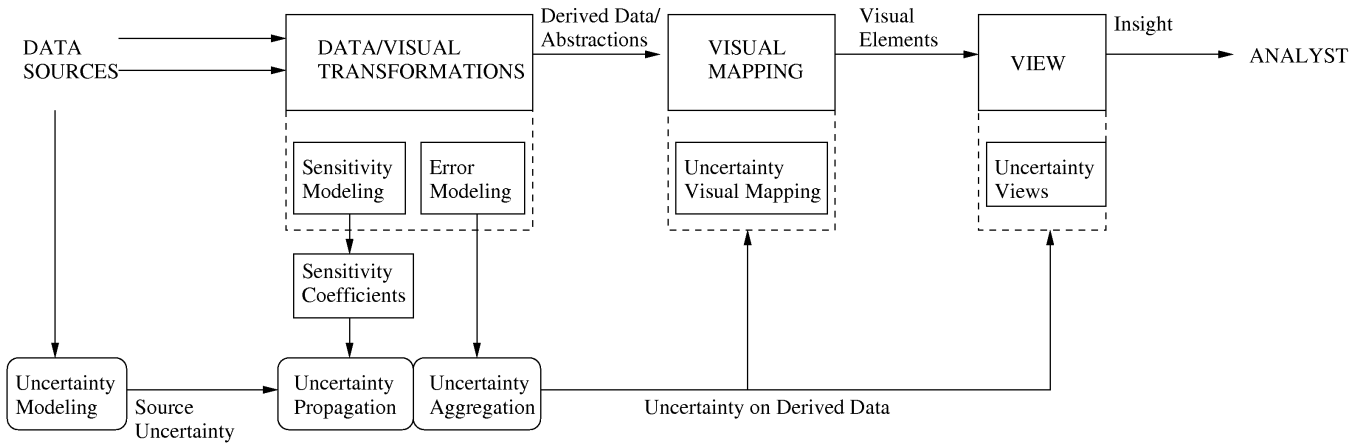 DATA
SOURCES
DATA/VISUAL
TRANSFORMATIONS
Derived Data/
Abstractions
VISUAL
MAPPING
Visual
Elements
VIEW
Insight
ANALYST
Sensitivity
Modeling
Error
Modeling
Uncertainty
Visual Mapping
Uncertainty
Views
Sensitivity
Coefficients
Uncertainty
Modeling
Source
Uncertainty
Uncertainty
Propagation
Uncertainty
Aggregation
Uncertainty on Derived Data